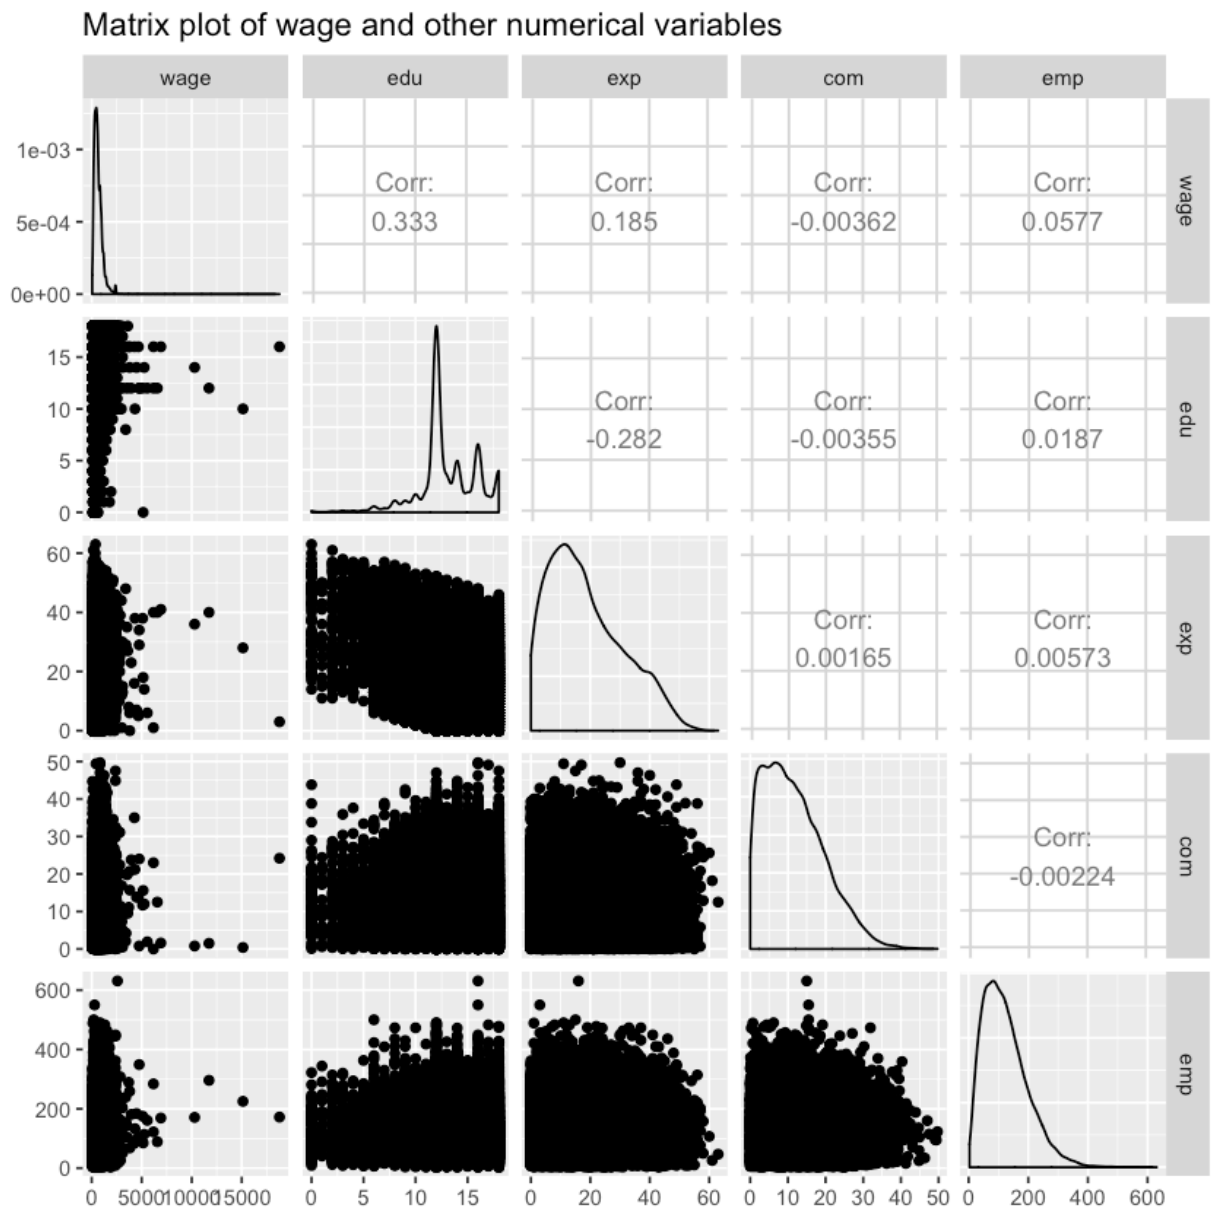 Matrix plot of wage and other numerical variables
wage edu exp com emp
1e-03
5e-04
0e+00
Corr:
0.333
Corr:
0.185
Corr:
-0.00362
Corr:
0.0577
wage
15
10
5
0
Corr:
-0.282
Corr:
-0.00355
Corr:
0.0187
edu
60
40
20
0
Corr:
0.00165
Corr:
0.00573
exp
50
40
30
20
10
0
Corr:
-0.00224
com
600
400
200
0
emp
0 5000 10000 15000 0 5 10 15 0 20 40 60 0 10 20 30 40 50 0 200 400 600